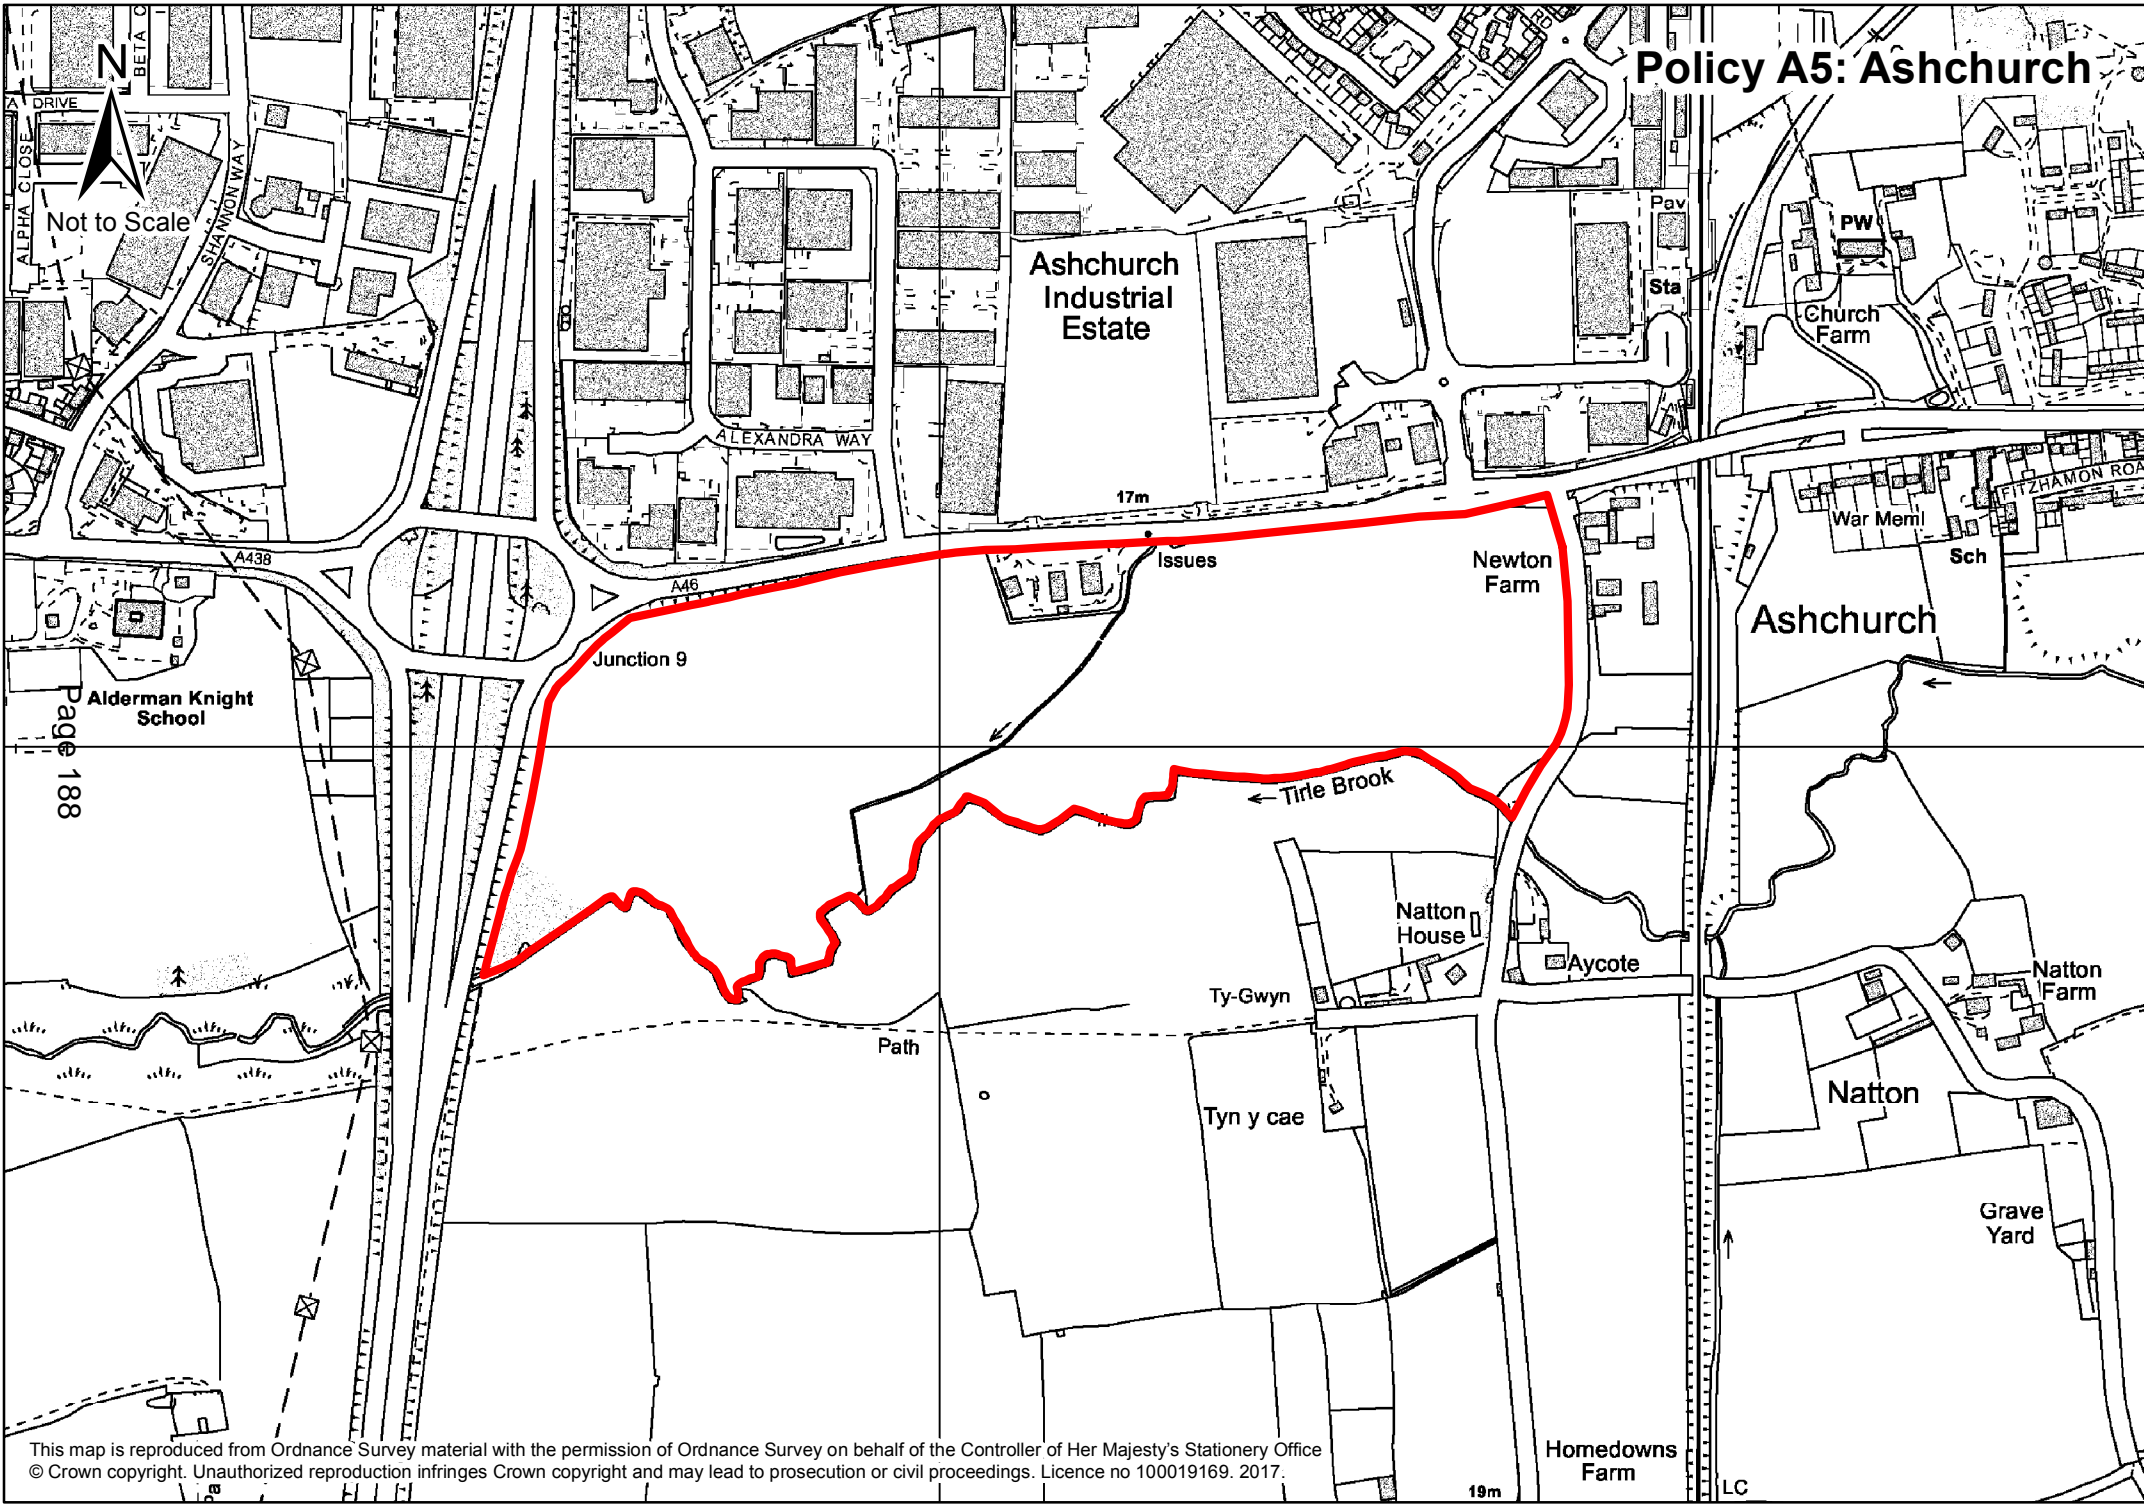 Policy A5: Ashchurch
N
Not to Scale
BETA C
A DRIVE
ALPHA CLOSE
SHANNON WAY
RD
Pav
PW
Sta
Church
Farm
Ashchurch
Industrial
Estate
ALEXANDRA WAY
17m
FITZHAMON ROA
War Meml
Sch
A438
A46
Issues
Newton
Farm
Ashchurch
Junction 9
Alderman Knight
School
Page 188
Tirle Brook
Natton
House
Aycote
Natton
Farm
Ty-Gwyn
Path
Tyn y cae
Natton
Grave
Yard
Homedowns
Farm
19m
LC
Pa
This map is reproduced from Ordnance Survey material with the permission of Ordnance Survey on behalf of the Controller of Her Majesty's Stationery Office
© Crown copyright. Unauthorized reproduction infringes Crown copyright and may lead to prosecution or civil proceedings. Licence no 100019169. 2017.